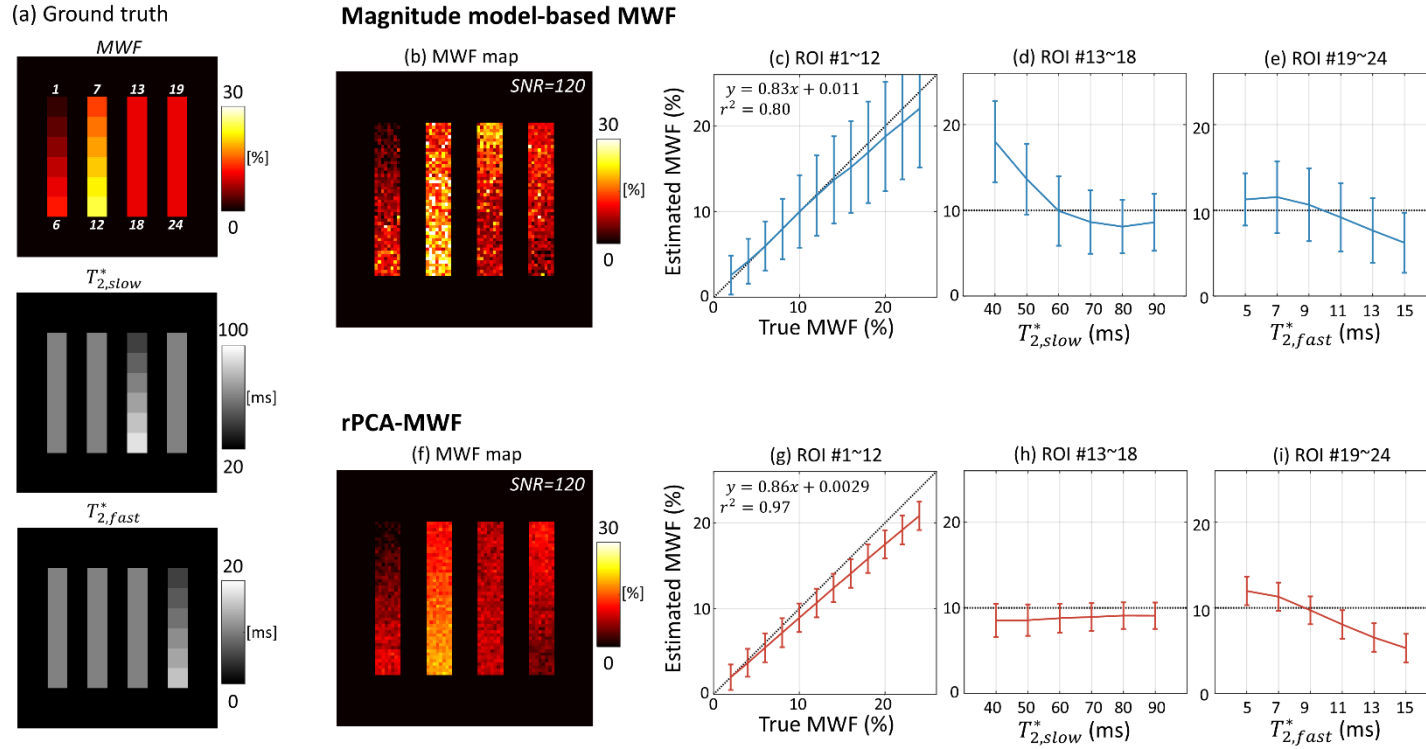 (a) Ground truth
MWF
1 7 13 19
6 12 18 24
30
[%]
0
T*2,slow
100
[ms]
20
T*2,fast
20
[ms]
0
Magnitude model-based MWF
(b) MWF map
SNR=120
30
[%]
0
(c) ROI #1~12
y = 0.83x + 0.011
r² = 0.80
Estimated MWF (%)
20
10
0
0 10 20
True MWF (%)
(d) ROI #13~18
20
10
0
40 50 60 70 80 90
T*2,slow (ms)
(e) ROI #19~24
20
10
0
5 7 9 11 13 15
T*2,fast (ms)
rPCA-MWF
(f) MWF map
SNR=120
30
[%]
0
(g) ROI #1~12
y = 0.86x + 0.0029
r² = 0.97
Estimated MWF (%)
20
10
0
0 10 20
True MWF (%)
(h) ROI #13~18
20
10
0
40 50 60 70 80 90
T*2,slow (ms)
(i) ROI #19~24
20
10
0
5 7 9 11 13 15
T*2,fast (ms)